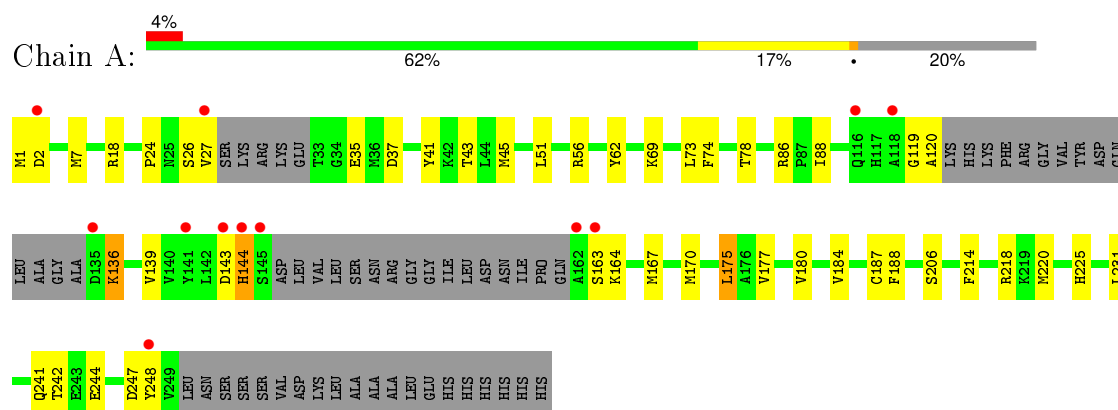 4%
Chain A:
62% 17% • 20%
M1 D2 M7 R18 P24 N25 S26 V27 SER LYS ARG LYS GLU T33 G34 E35 M36 D37 Y41 K42 T43 L44 M45 L51 R56 Y62 K69 L73 F74 T78 R86 P87 I88 Q116 H117 A118 G119 A120 LYS HIS LYS PHE ARG GLY VAL TYR ASP GLN
LEU ALA GLY ALA D135 K136 V139 V140 Y141 L142 D143 H144 S145 ASP LEU VAL LEU SER ASN ARG GLY GLY ILE LEU ASP ASN ILE PRO GLN A162 S163 K164 M167 M170 L175 A176 V177 V180 V184 C187 F188 S206 F214 R218 K219 M220 H225 L231
Q241 T242 E243 E244 D247 Y248 V249 LEU ASN SER SER SER VAL ASP LYS LEU ALA ALA ALA LEU GLU HIS HIS HIS HIS HIS HIS